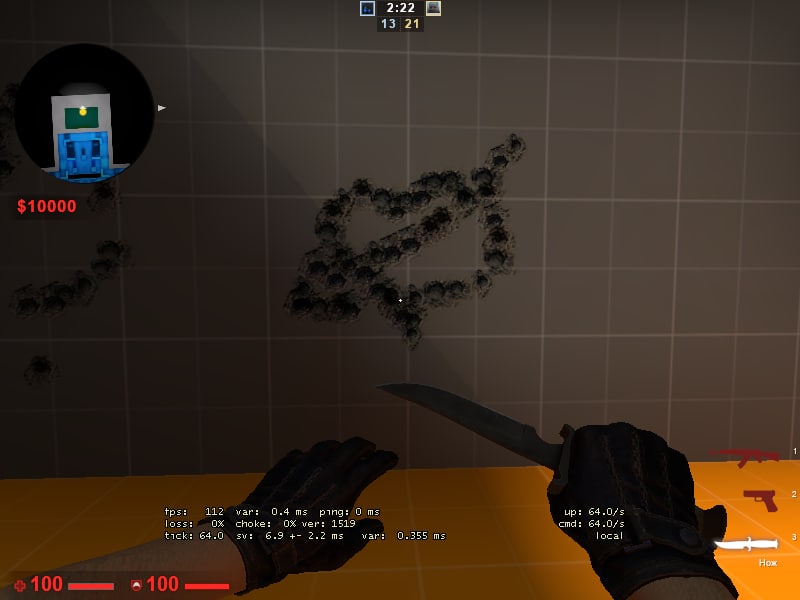 2:22
13 21
$10000
1
2
3
Нож
fps: 112 var: 0.4 ms ping: 0 ms
loss: 0% choke: 0% ver: 1519
tick: 64.0 sv: 6.9 +- 2.2 ms var: 0.355 ms
up: 64.0/s
cmd: 64.0/s
local
100 100